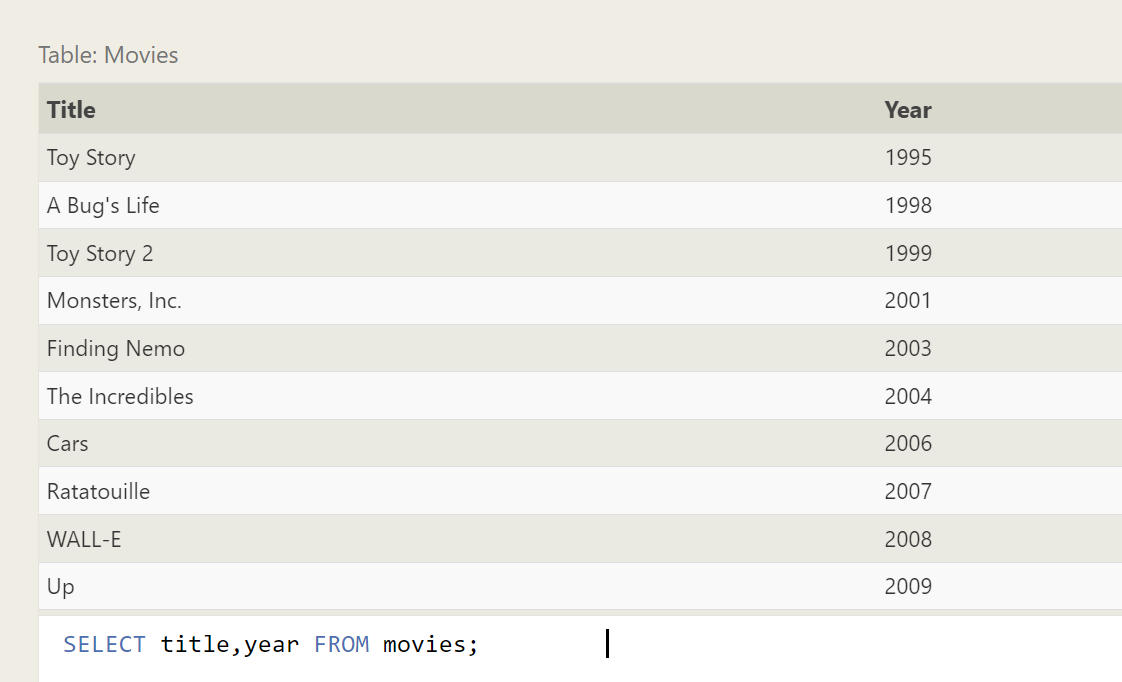 Table: Movies
Title Year
Toy Story 1995
A Bug's Life 1998
Toy Story 2 1999
Monsters, Inc. 2001
Finding Nemo 2003
The Incredibles 2004
Cars 2006
Ratatouille 2007
WALL-E 2008
Up 2009
SELECT title,year FROM movies;